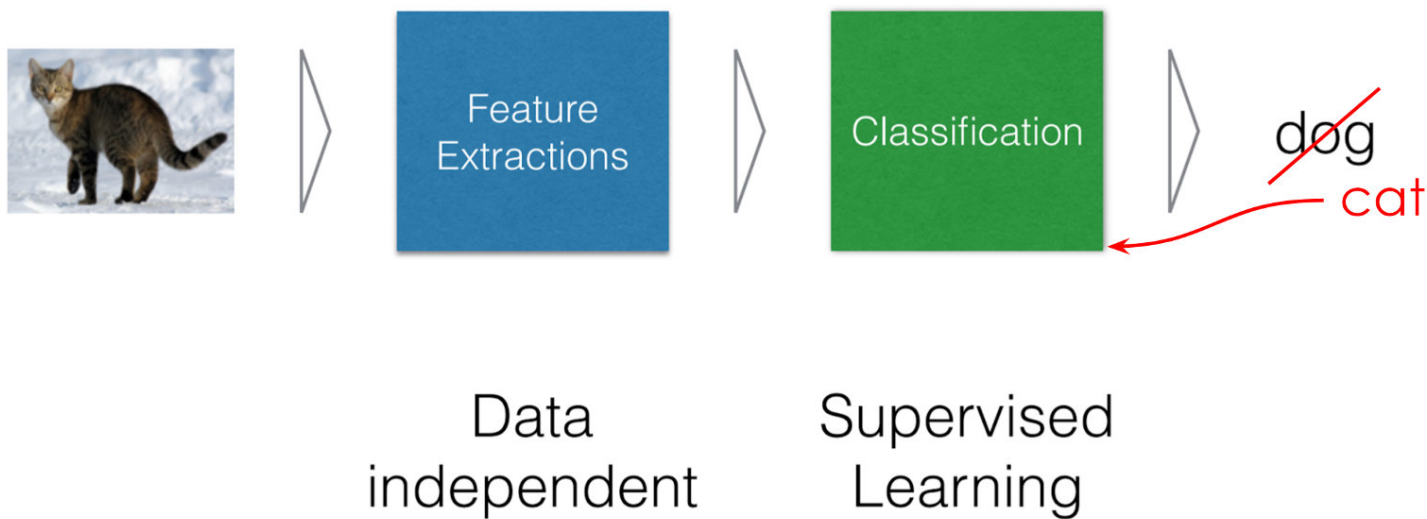 Feature
Extractions
Classification
dog
cat
Data
independent
Supervised
Learning